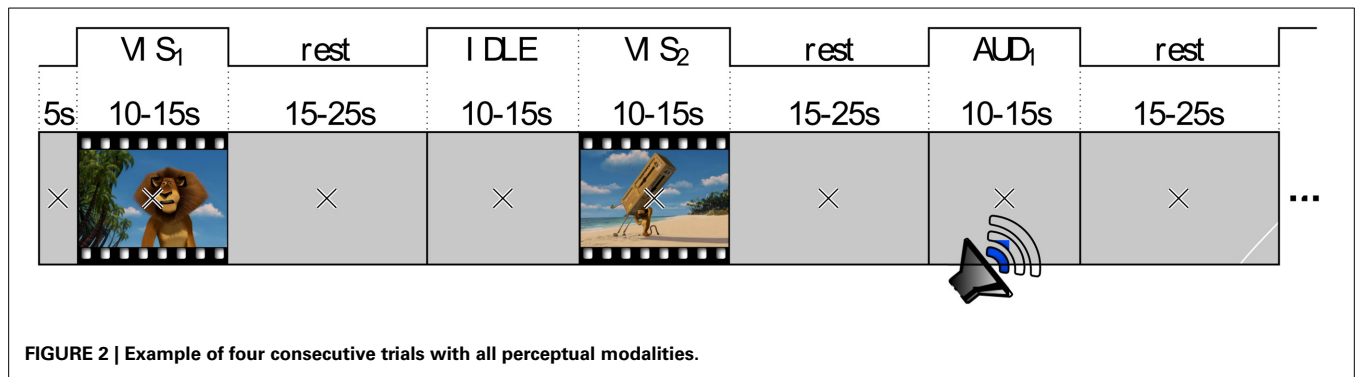 VIS₁ rest IDLE VIS₂ rest AUD₁ rest
5s 10-15s 15-25s 10-15s 10-15s 15-25s 10-15s 15-25s
...
FIGURE 2 | Example of four consecutive trials with all perceptual modalities.